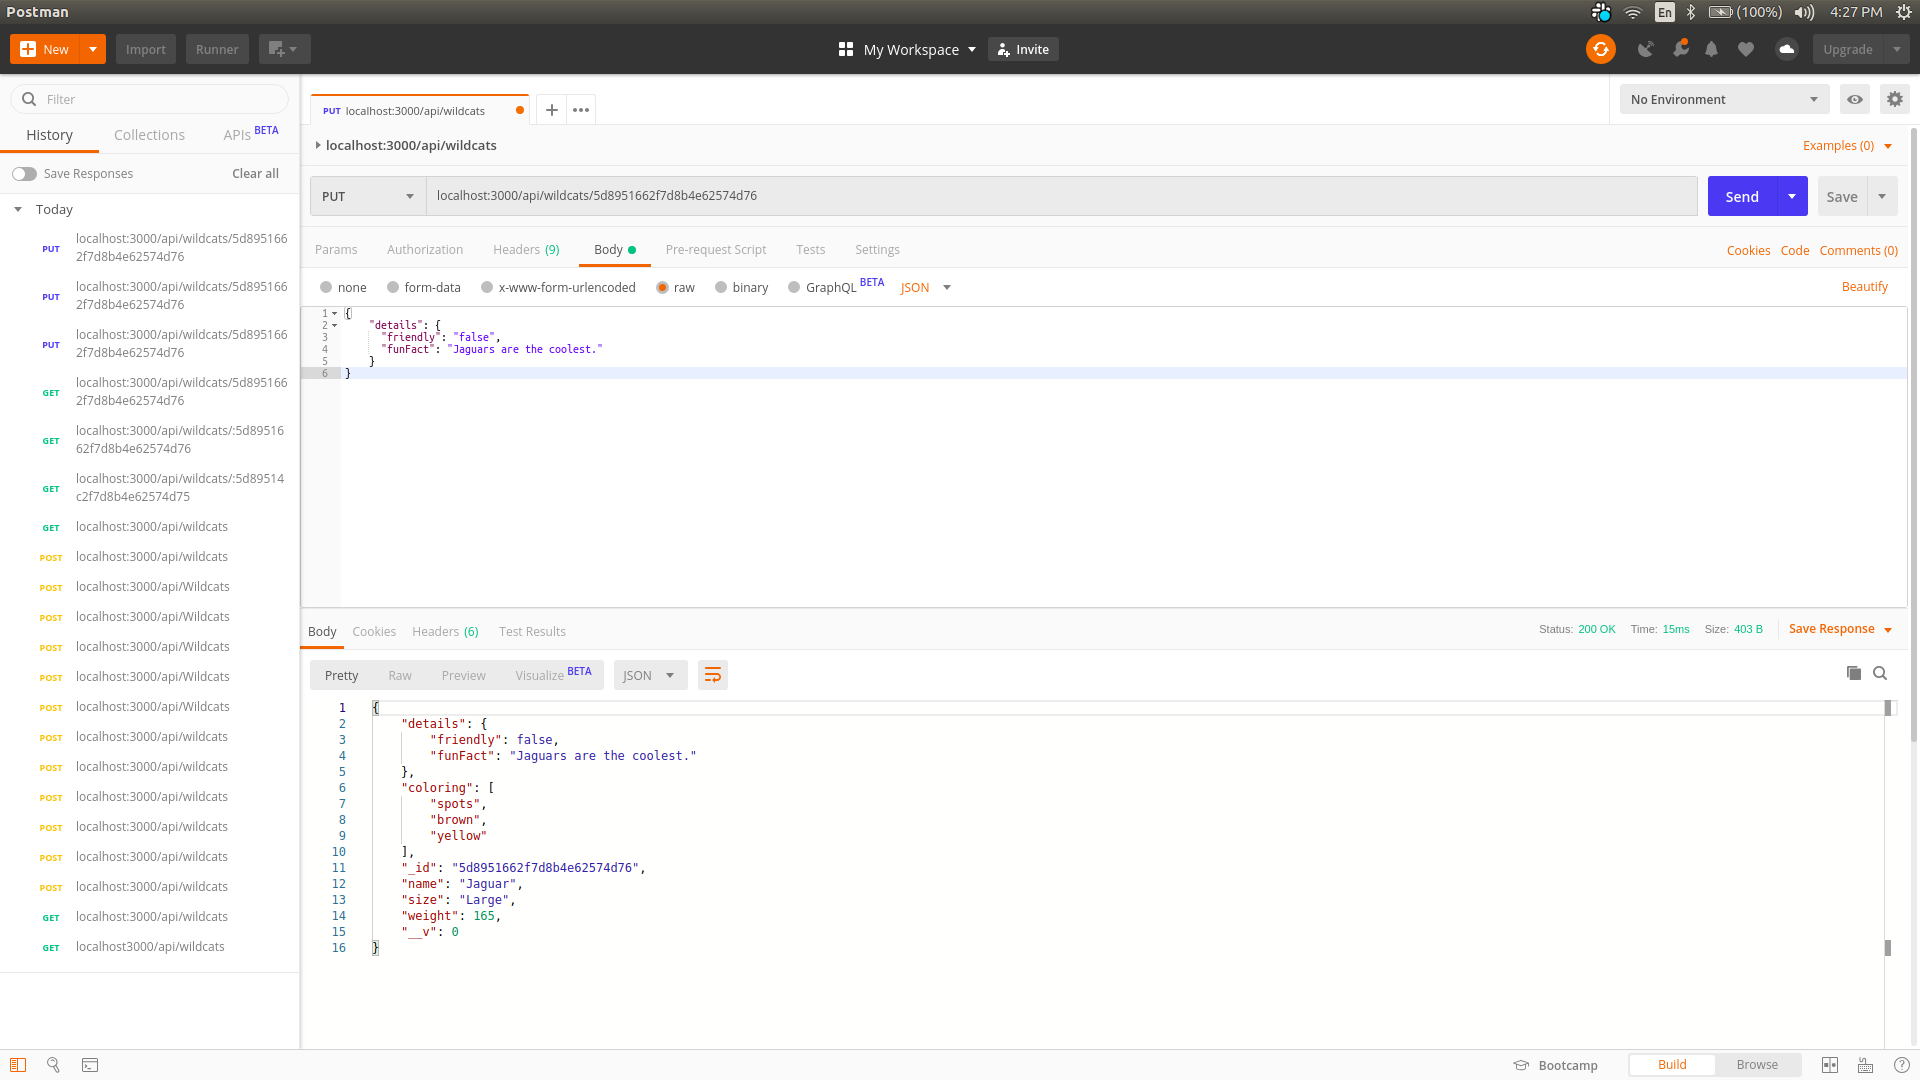 Postman
En (100%) 4:27 PM
New Import Runner My Workspace Invite Upgrade
Filter
History Collections APIs BETA
Save Responses Clear all
Today
PUT localhost:3000/api/wildcats/5d895166
2f7d8b4e62574d76
PUT localhost:3000/api/wildcats/5d895166
2f7d8b4e62574d76
PUT localhost:3000/api/wildcats/5d895166
2f7d8b4e62574d76
GET localhost:3000/api/wildcats/5d895166
2f7d8b4e62574d76
GET localhost:3000/api/wildcats/:5d89516
62f7d8b4e62574d76
GET localhost:3000/api/wildcats/:5d89514
c2f7d8b4e62574d75
GET localhost:3000/api/wildcats
POST localhost:3000/api/wildcats
POST localhost:3000/api/Wildcats
POST localhost:3000/api/Wildcats
POST localhost:3000/api/Wildcats
POST localhost:3000/api/Wildcats
POST localhost:3000/api/Wildcats
POST localhost:3000/api/wildcats
POST localhost:3000/api/wildcats
POST localhost:3000/api/wildcats
POST localhost:3000/api/wildcats
POST localhost:3000/api/wildcats
POST localhost:3000/api/wildcats
GET localhost:3000/api/wildcats
GET localhost3000/api/wildcats
PUT localhost:3000/api/wildcats
No Environment
localhost:3000/api/wildcats
Examples (0)
PUT localhost:3000/api/wildcats/5d8951662f7d8b4e62574d76 Send Save
Params Authorization Headers (9) Body Pre-request Script Tests Settings Cookies Code Comments (0)
none form-data x-www-form-urlencoded raw binary GraphQL BETA JSON Beautify
1 {
2 "details": {
3 "friendly": "false",
4 "funFact": "Jaguars are the coolest."
5 }
6 }
Body Cookies Headers (6) Test Results Status: 200 OK Time: 15ms Size: 403 B Save Response
Pretty Raw Preview Visualize BETA JSON
1 {
2 "details": {
3 "friendly": false,
4 "funFact": "Jaguars are the coolest."
5 },
6 "coloring": [
7 "spots",
8 "brown",
9 "yellow"
10 ],
11 "_id": "5d8951662f7d8b4e62574d76",
12 "name": "Jaguar",
13 "size": "Large",
14 "weight": 165,
15 "__v": 0
16 }
Bootcamp Build Browse